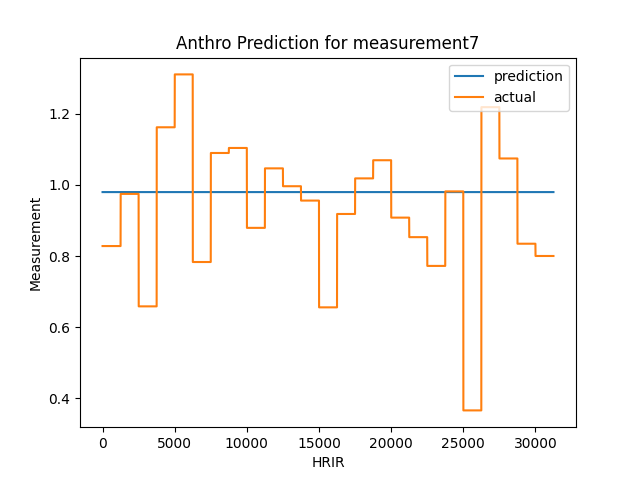 Anthro Prediction for measurement7
prediction
actual
Measurement
1.2
1.0
0.8
0.6
0.4
0 5000 10000 15000 20000 25000 30000
HRIR